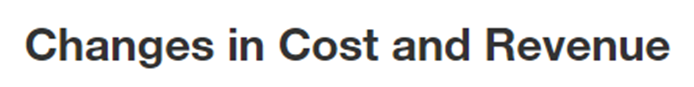 Changes in Cost and Revenue